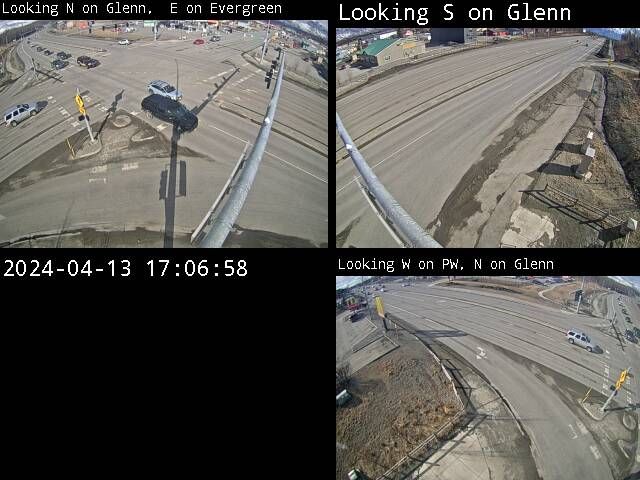 Looking N on Glenn,  E on Evergreen
Looking S on Glenn
2024-04-13 17:06:58
Looking W on PW, N on Glenn